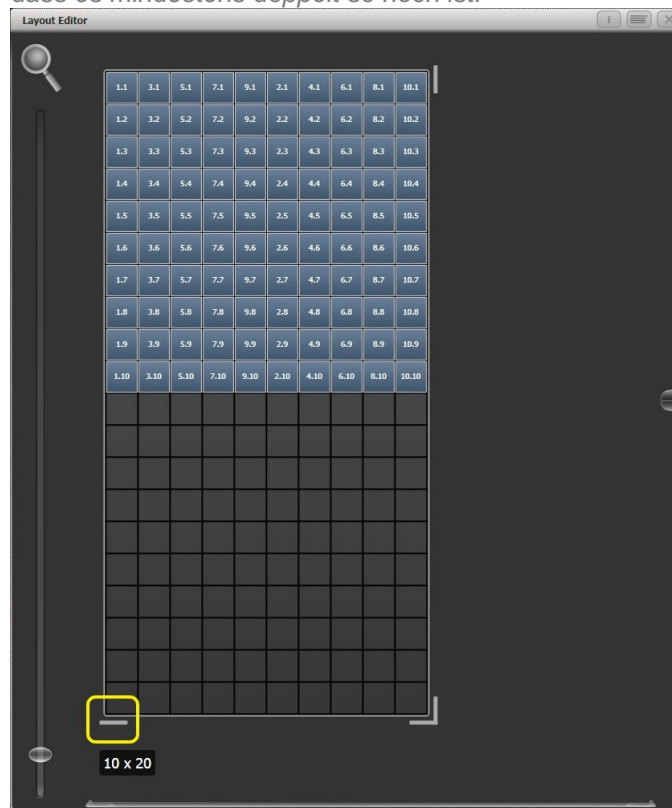 dass es mindestens doppelt so hoch ist.
Layout Editor
1.1 3.1 5.1 7.1 9.1 2.1 4.1 6.1 8.1 10.1
1.2 3.2 5.2 7.2 9.2 2.2 4.2 6.2 8.2 10.2
1.3 3.3 5.3 7.3 9.3 2.3 4.3 6.3 8.3 10.3
1.4 3.4 5.4 7.4 9.4 2.4 4.4 6.4 8.4 10.4
1.5 3.5 5.5 7.5 9.5 2.5 4.5 6.5 8.5 10.5
1.6 3.6 5.6 7.6 9.6 2.6 4.6 6.6 8.6 10.6
1.7 3.7 5.7 7.7 9.7 2.7 4.7 6.7 8.7 10.7
1.8 3.8 5.8 7.8 9.8 2.8 4.8 6.8 8.8 10.8
1.9 3.9 5.9 7.9 9.9 2.9 4.9 6.9 8.9 10.9
1.10 3.10 5.10 7.10 9.10 2.10 4.10 6.10 8.10 10.10
10 x 20